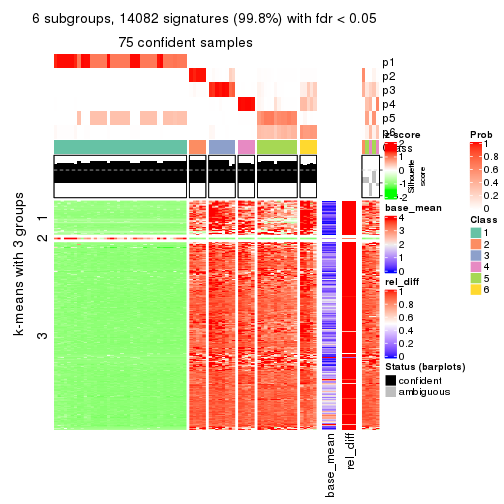 6 subgroups, 14082 signatures (99.8%) with fdr < 0.05
75 confident samples
p1
p2
p3
p4
p5
p6
Class
z-score
2
1
0
-1
-2
Silhouette
score
Prob
1
0.8
0.6
0.4
0.2
0
Class
1
2
3
4
5
6
base_mean
4
3
2
1
0
rel_diff
1
0.8
0.6
0.4
0.2
0
Status (barplots)
confident
ambiguous
k-means with 3 groups
1
2
3
base_mean
rel_diff